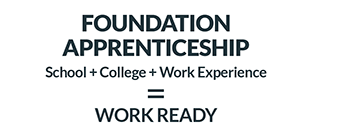 FOUNDATION
APPRENTICESHIP
School + College + Work Experience
=
WORK READY